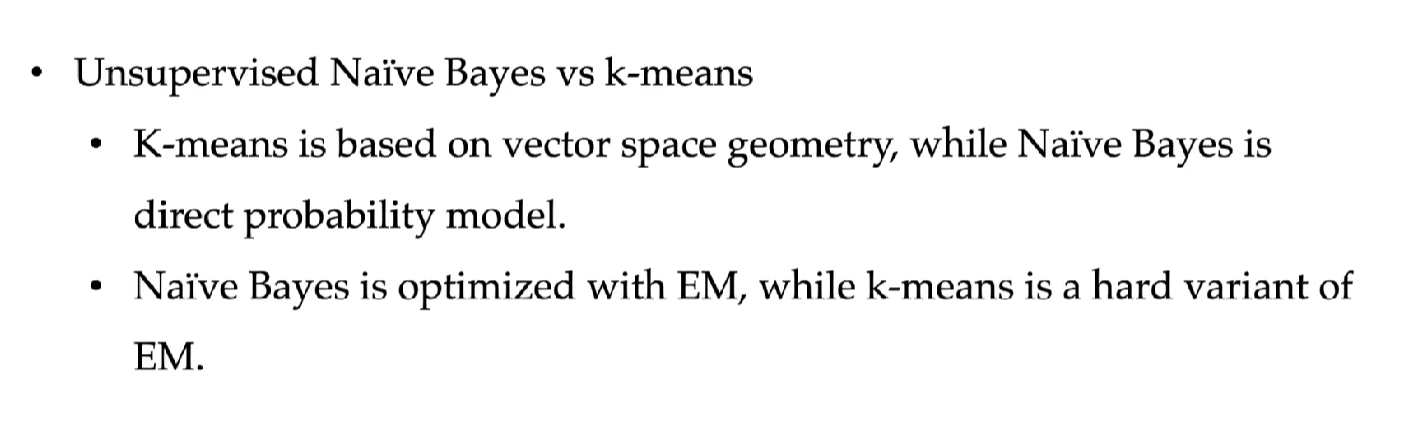 • Unsupervised Naïve Bayes vs k-means
• K-means is based on vector space geometry, while Naïve Bayes is
direct probability model.
• Naïve Bayes is optimized with EM, while k-means is a hard variant of
EM.